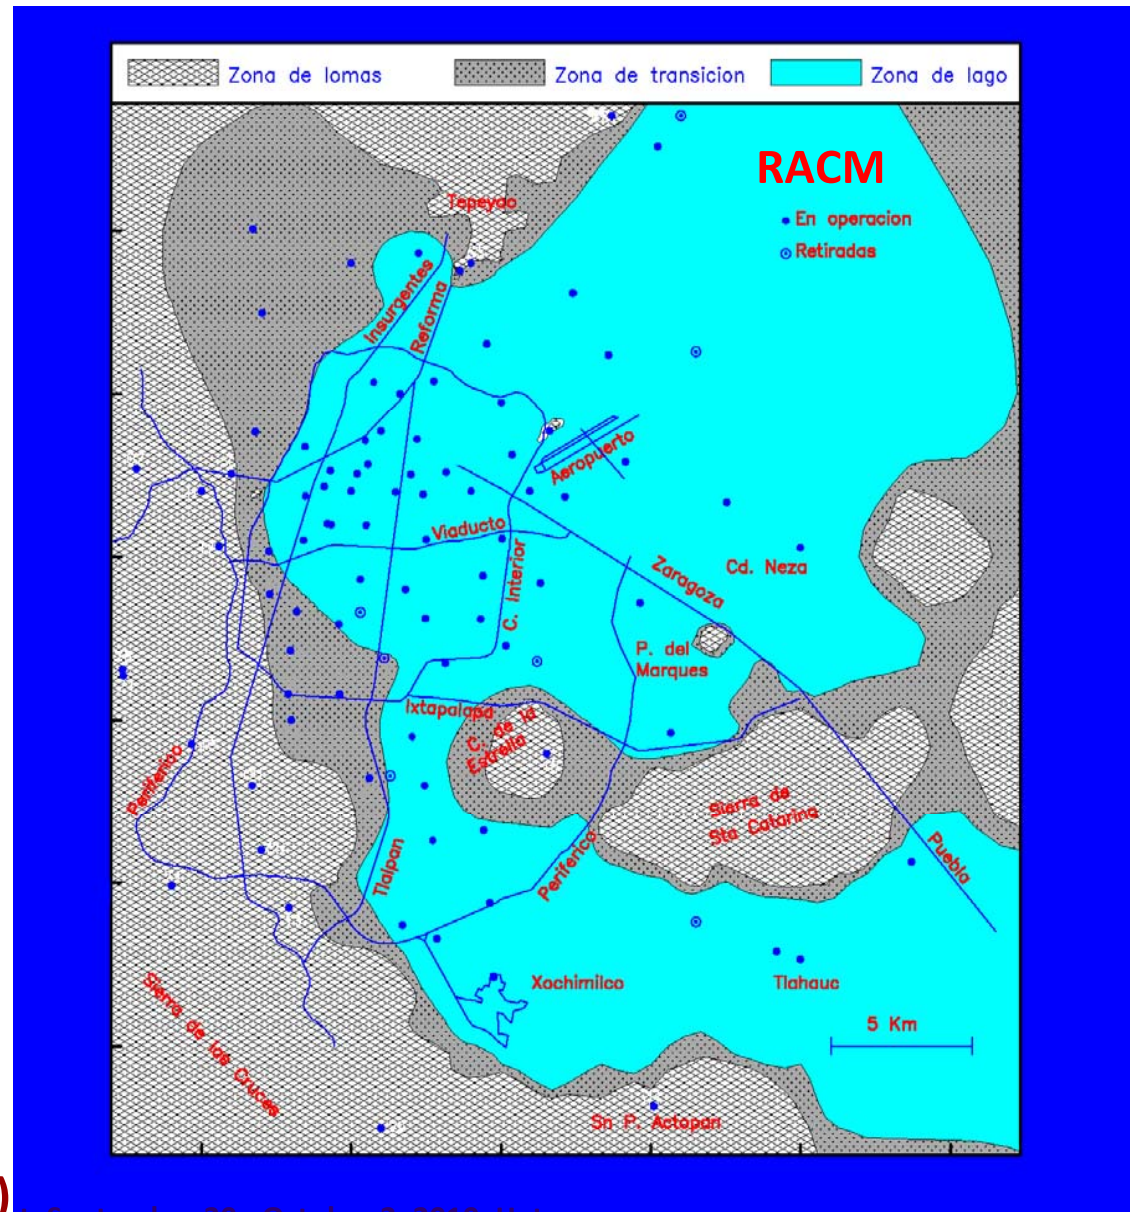 Zona de lomas
Zona de transicion
Zona de lago
RACM
En operacion
Retiradas
Tepeyac
Insurgentes
Reforma
Aeropuerto
Viaducto
C. Interior
Zaragoza
Cd. Neza
P. del
Marques
Ixtapalapa
C. de la
Estrella
Periferico
Sierra de
Sta Catarina
Tlalpan
Periferico
Puebla
Xochimilco
Tlahauc
5 Km
Sierra de las Cruces
Sn P. Actopan
)